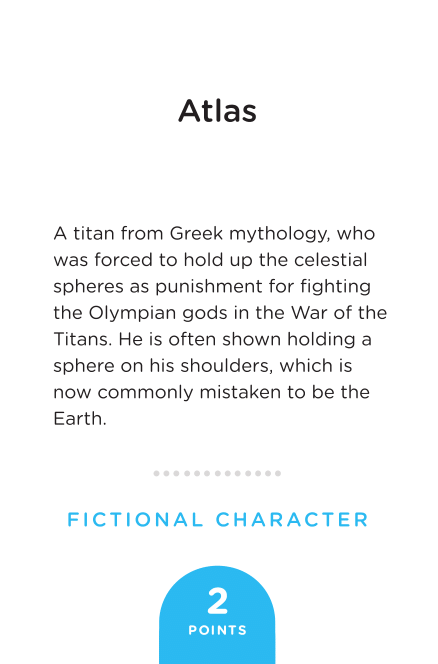 Atlas
A titan from Greek mythology, who
was forced to hold up the celestial
spheres as punishment for fighting
the Olympian gods in the War of the
Titans. He is often shown holding a
sphere on his shoulders, which is
now commonly mistaken to be the
Earth.
FICTIONAL CHARACTER
2
POINTS